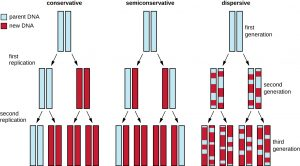 conservative semiconservative dispersive
parent DNA
new DNA
first
generation
first
replication
second
generation
second
replication
third
generation